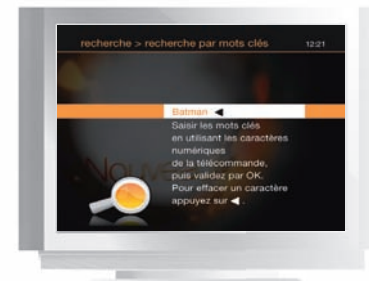 recherche > recherche par mots clés 12:21
Batman ◀
Saisir les mots clés
en utilisant les caractères
numériques
de la télécommande,
puis validez par OK.
Pour effacer un caractère
appuyez sur ◀ .